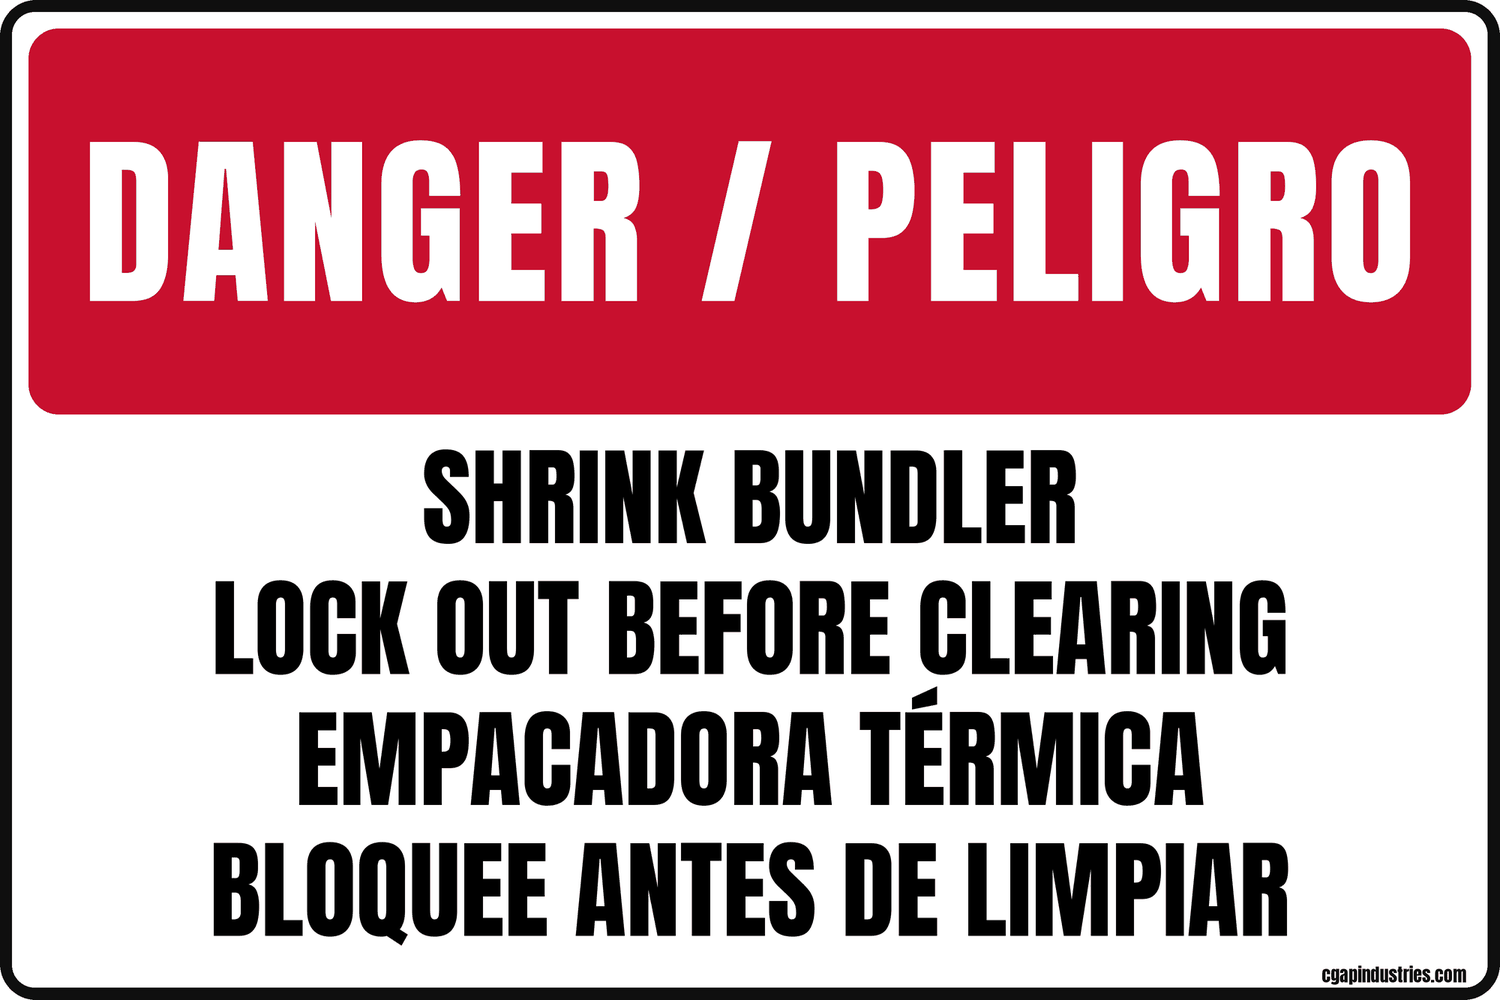 DANGER / PELIGRO
SHRINK BUNDLER
LOCK OUT BEFORE CLEARING
EMPACADORA TÉRMICA
BLOQUEE ANTES DE LIMPIAR
cgapindustries.com